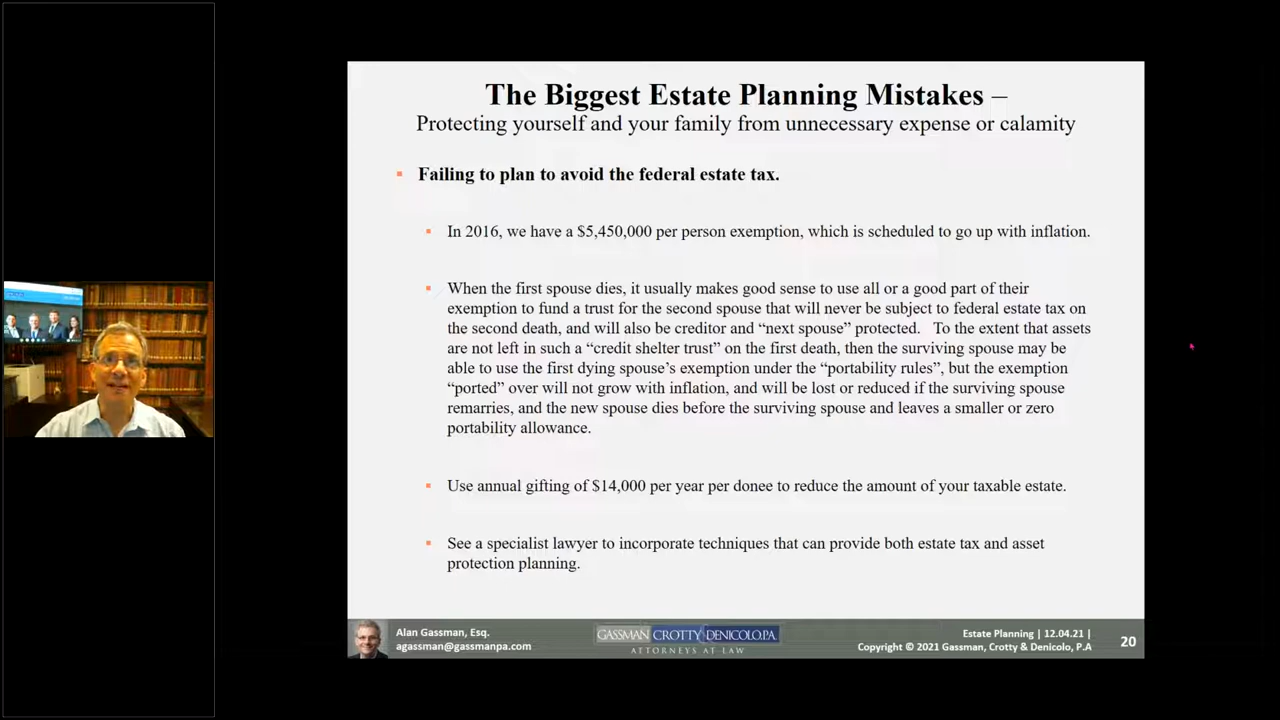 The Biggest Estate Planning Mistakes –
Protecting yourself and your family from unnecessary expense or calamity
Failing to plan to avoid the federal estate tax.
In 2016, we have a $5,450,000 per person exemption, which is scheduled to go up with inflation.
When the first spouse dies, it usually makes good sense to use all or a good part of their
exemption to fund a trust for the second spouse that will never be subject to federal estate tax on
the second death, and will also be creditor and “next spouse” protected. To the extent that assets
are not left in such a “credit shelter trust” on the first death, then the surviving spouse may be
able to use the first dying spouse’s exemption under the “portability rules”, but the exemption
“ported” over will not grow with inflation, and will be lost or reduced if the surviving spouse
remarries, and the new spouse dies before the surviving spouse and leaves a smaller or zero
portability allowance.
Use annual gifting of $14,000 per year per donee to reduce the amount of your taxable estate.
See a specialist lawyer to incorporate techniques that can provide both estate tax and asset
protection planning.
Alan Gassman, Esq.
agassman@gassmanpa.com
GASSMAN CROTTY DENICOLO, P.A.
ATTORNEYS AT LAW
Estate Planning | 12.04.21 |
Copyright © 2021 Gassman, Crotty & Denicolo, P.A
20